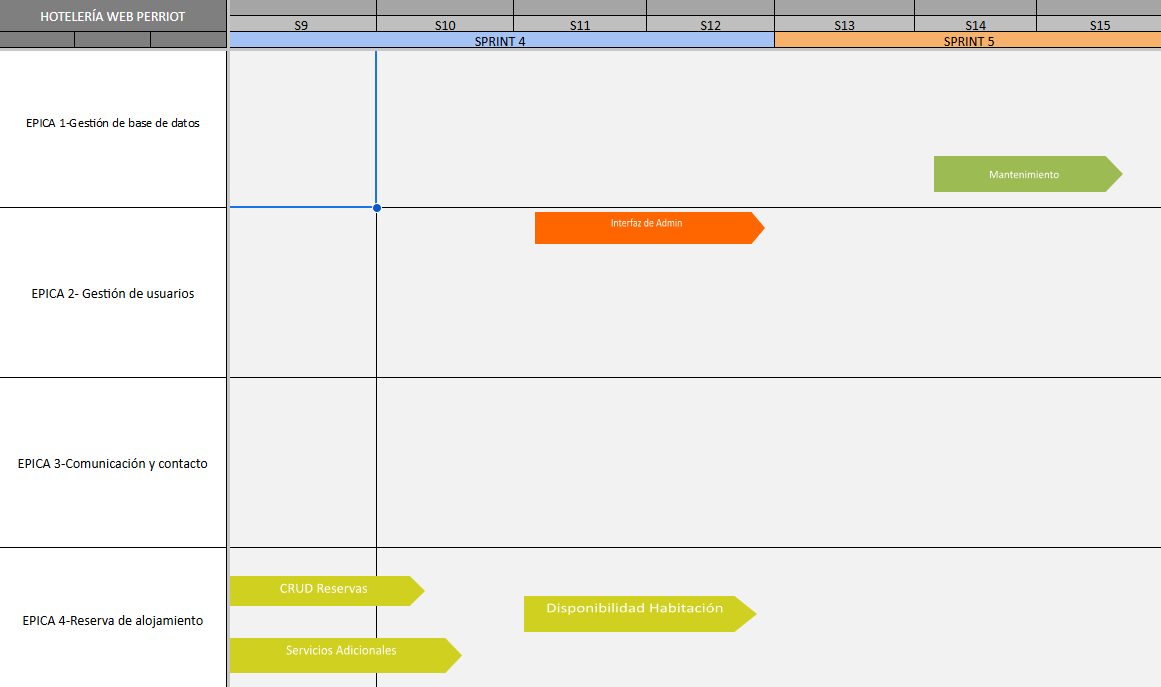 HOTELERÍA WEB PERRIOT
S9 S10 S11 S12 S13 S14 S15
SPRINT 4 SPRINT 5
EPICA 1-Gestión de base de datos
Mantenimiento
Interfaz de Admin
EPICA 2- Gestión de usuarios
EPICA 3-Comunicación y contacto
CRUD Reservas
Disponibilidad Habitación
EPICA 4-Reserva de alojamiento
Servicios Adicionales